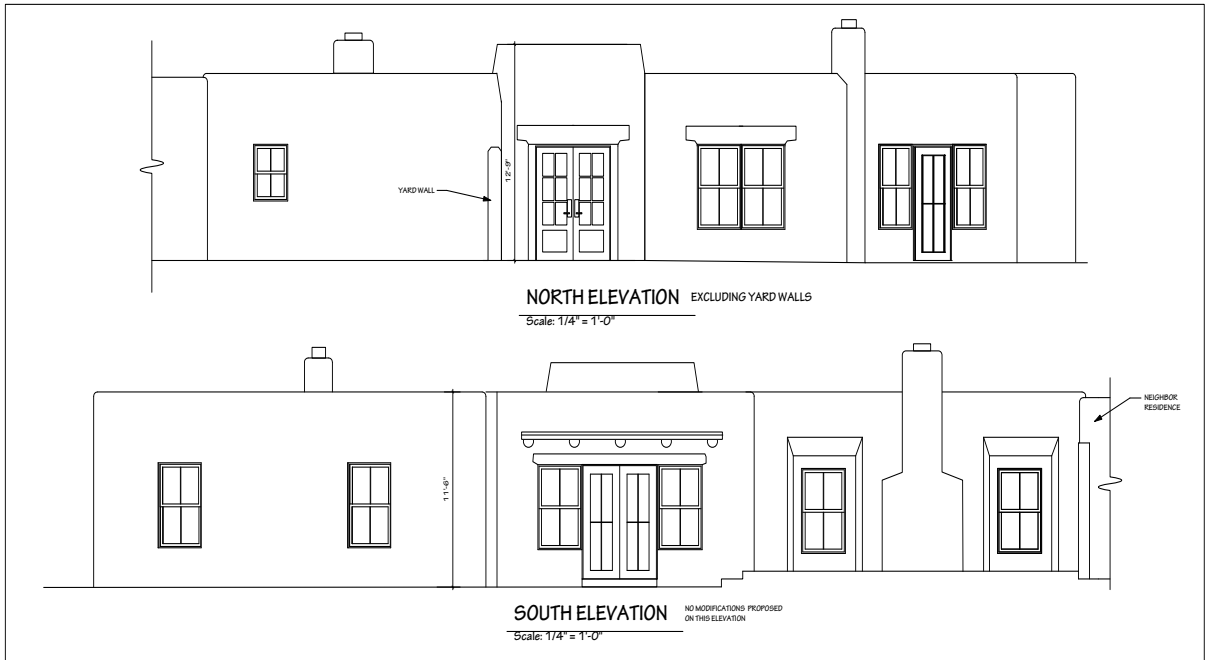 YARD WALL
12'-9"
NORTH ELEVATION EXCLUDING YARD WALLS
Scale: 1/4" = 1'-0"
NEIGHBOR
RESIDENCE
11'-6"
SOUTH ELEVATION NO MODIFICATIONS PROPOSED
ON THIS ELEVATION
Scale: 1/4" = 1'-0"